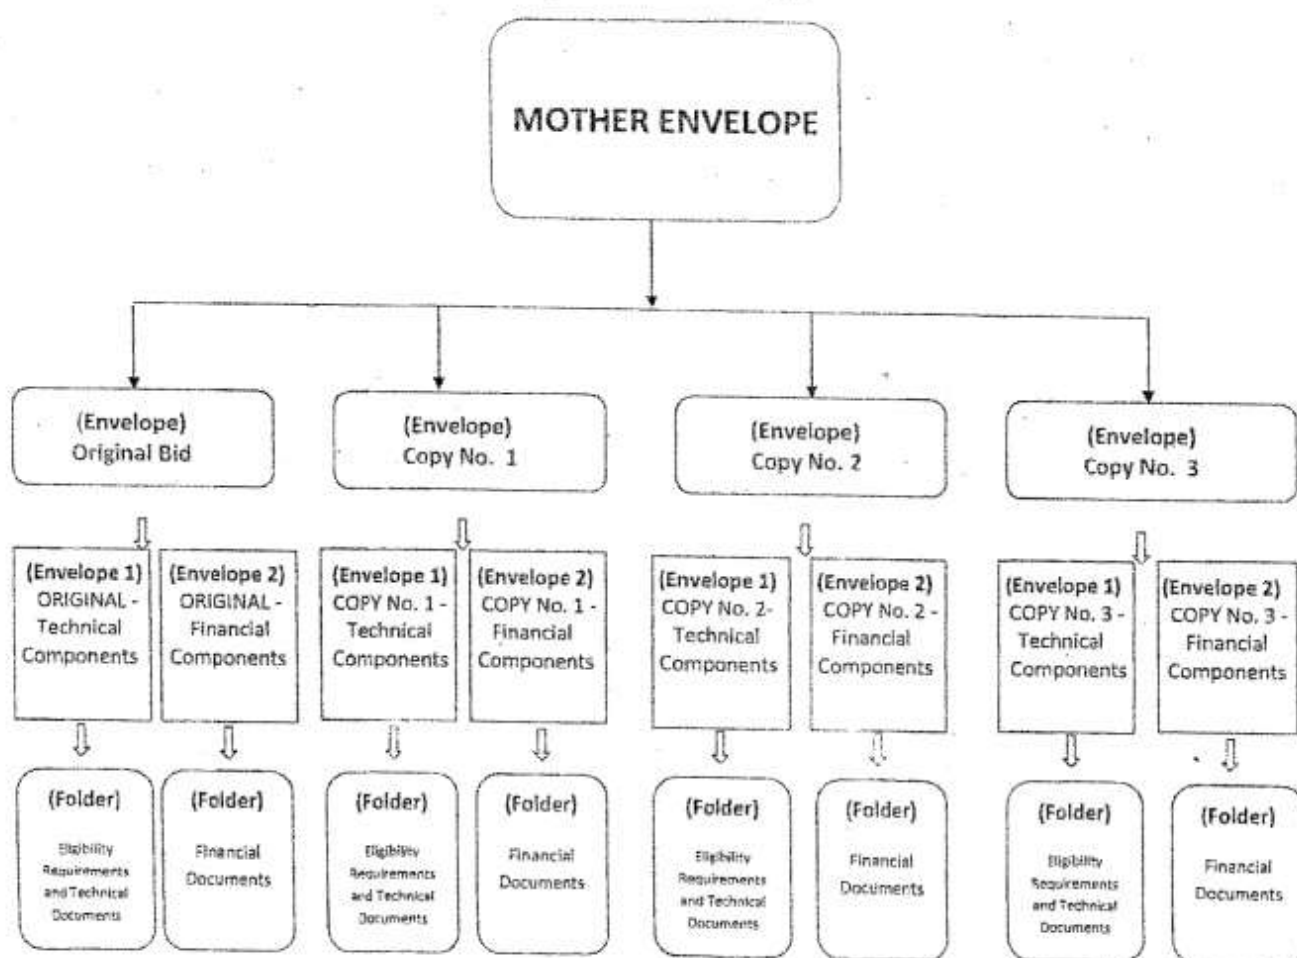 MOTHER ENVELOPE
(Envelope)
Original Bid
(Envelope)
Copy No. 1
(Envelope)
Copy No. 2
(Envelope)
Copy No. 3
(Envelope 1)
ORIGINAL -
Technical
Components
(Envelope 2)
ORIGINAL -
Financial
Components
(Envelope 1)
COPY No. 1 -
Technical
Components
(Envelope 2)
COPY No. 1 -
Financial
Components
(Envelope 1)
COPY No. 2-
Technical
Components
(Envelope 2)
COPY No. 2 -
Financial
Components
(Envelope 1)
COPY No. 3 -
Technical
Components
(Envelope 2)
COPY No. 3 -
Financial
Components
(Folder)
Eligibility
Requirements
and Technical
Documents
(Folder)
Financial
Documents
(Folder)
Eligibility
Requirements
and Technical
Documents
(Folder)
Financial
Documents
(Folder)
Eligibility
Requirements
and Technical
Documents
(Folder)
Financial
Documents
(Folder)
Eligibility
Requirements
and Technical
Documents
(Folder)
Financial
Documents